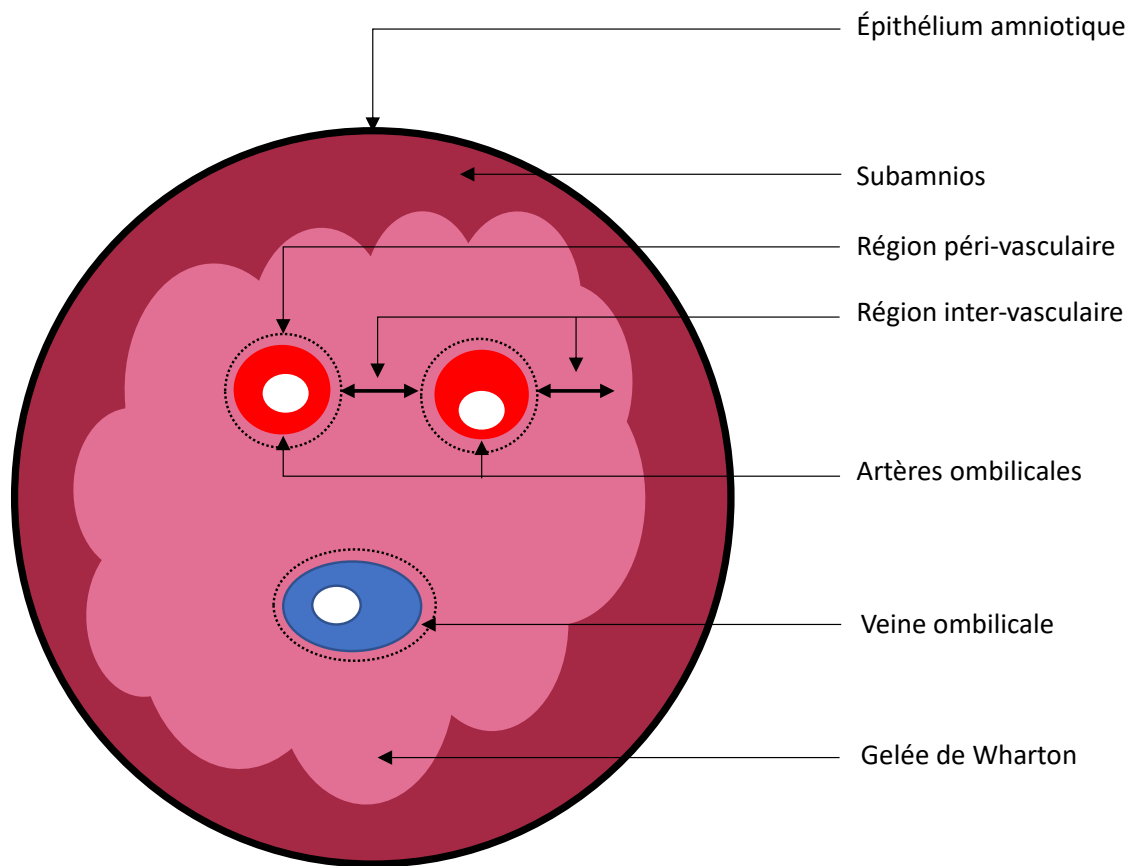 Épithélium amniotique
Subamnios
Région péri-vasculaire
Région inter-vasculaire
Artères ombilicales
Veine ombilicale
Gelée de Wharton